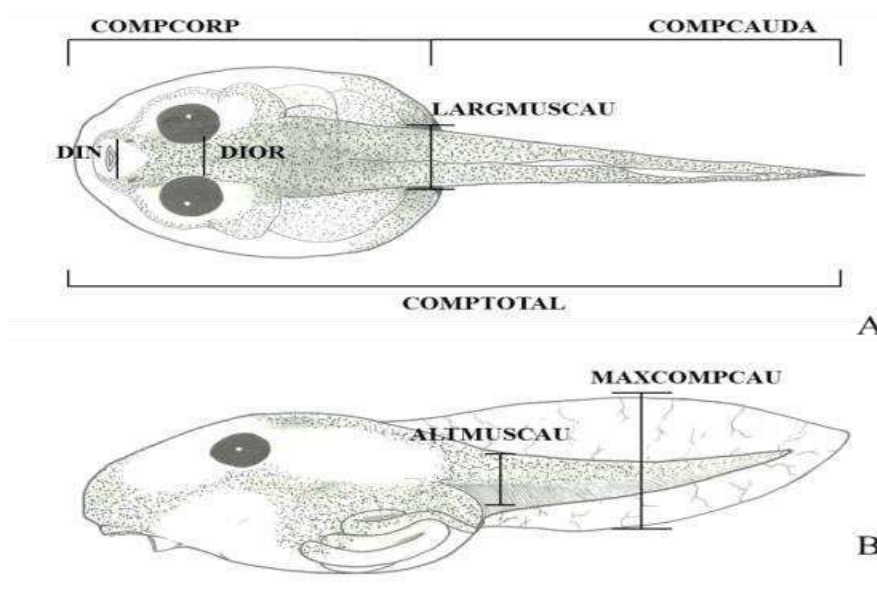 COMPCORP COMPCAUDA
LARGMUSCAU
DIN DIOR
COMPTOTAL
A
MAXCOMPCAU
ALTMUSCAU
B